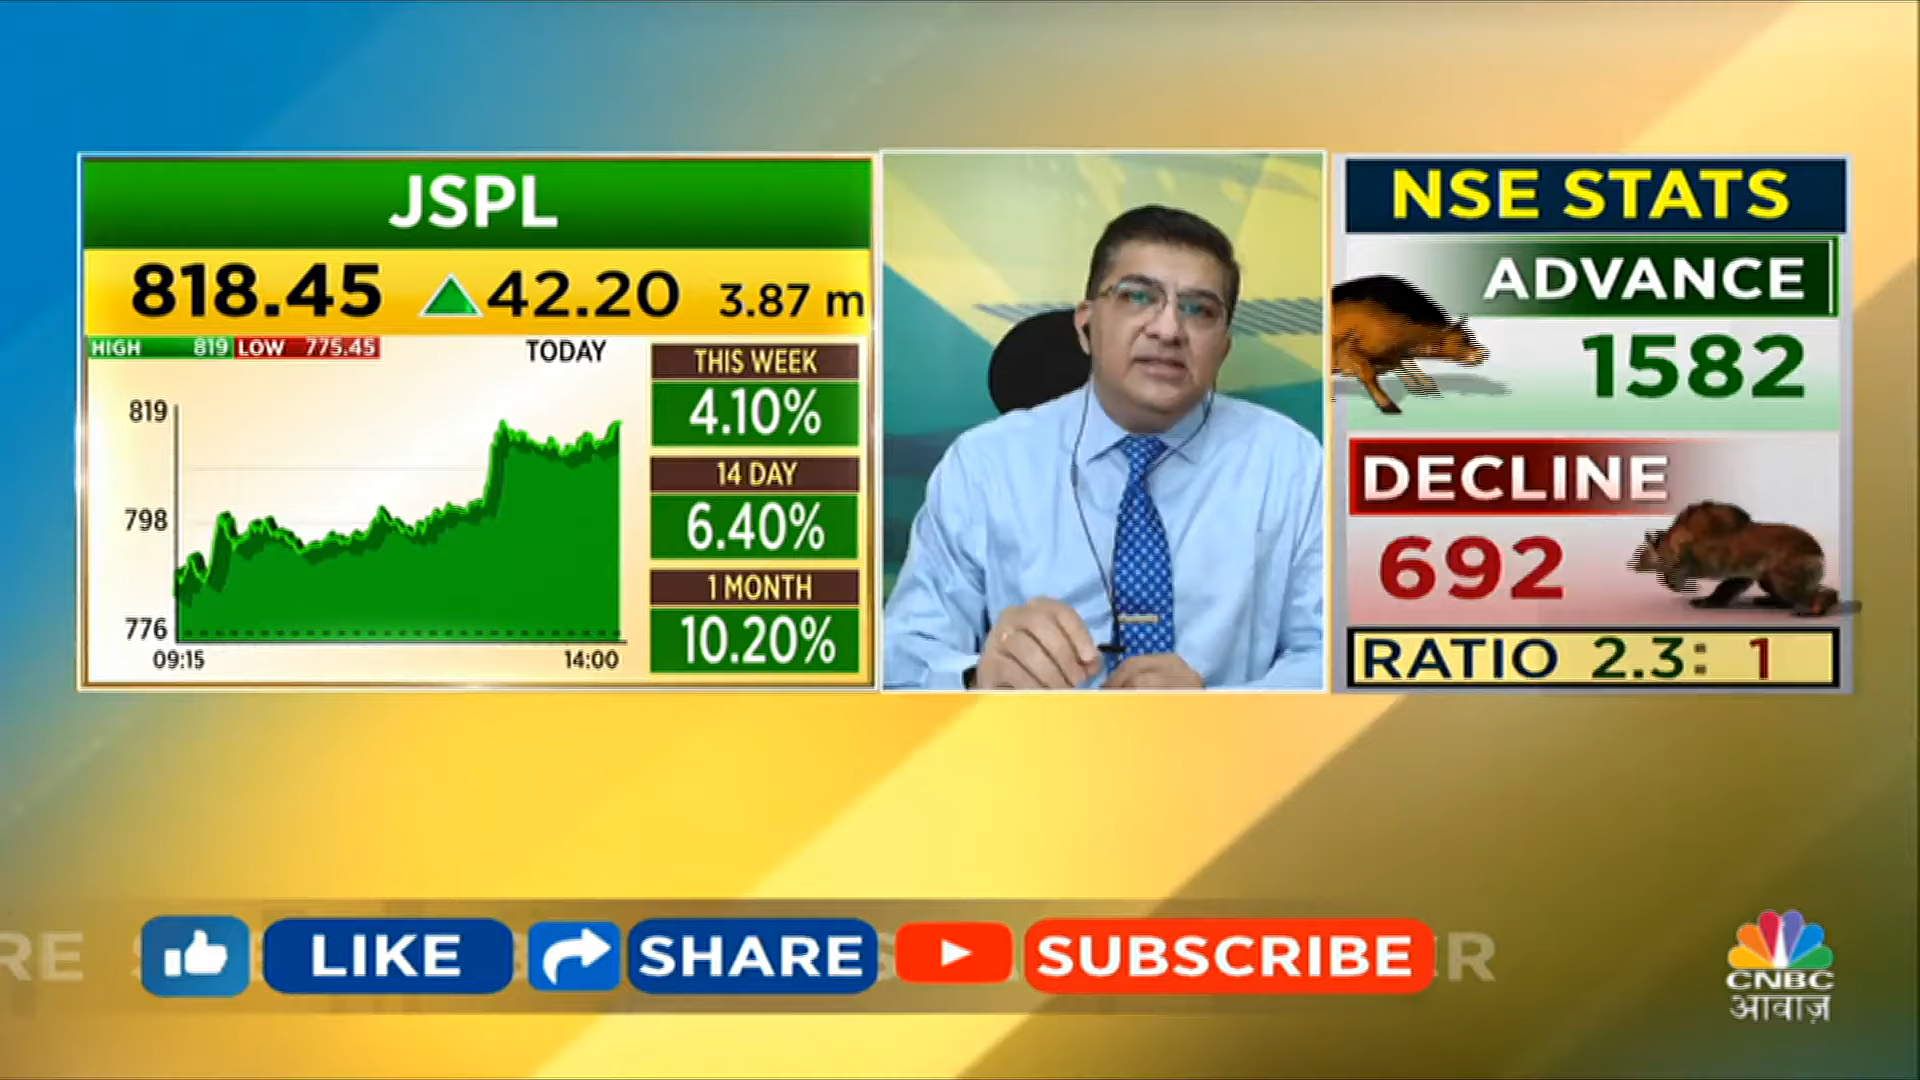 JSPL
818.45 42.20 3.87 m
HIGH 819 LOW 775.45
TODAY
819
798
776
09:15 14:00
THIS WEEK
4.10%
14 DAY
6.40%
1 MONTH
10.20%
NSE STATS
ADVANCE
1582
DECLINE
692
RATIO 2.3: 1
LIKE SHARE SUBSCRIBE
CNBC
आवाज़